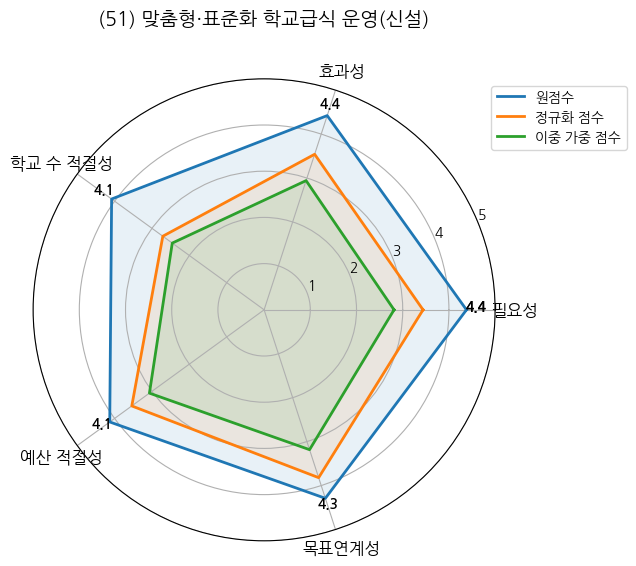 (51) 맞춤형·표준화 학교급식 운영(신설)
효과성
4.4
원점수
정규화 점수
이중 가중 점수
학교 수 적절성
4.1
5
4
3
2
1
4.4
필요성
4.1
예산 적절성
4.3
목표연계성